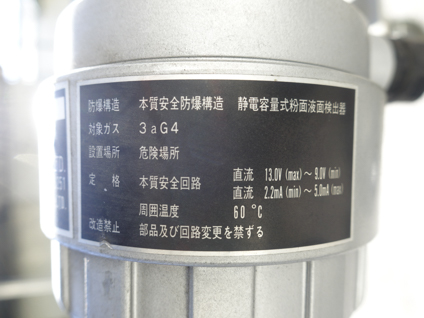 防爆構造 本質安全防爆構造 静電容量式粉面液面検出器
対象ガス 3aG4
設置場所 危険場所
定格 本質安全回路 直流 13.0V(max)～9.0V(min)
直流 2.2mA(min)～5.0mA(max)
周囲温度 60℃
改造禁止 部品及び回路変更を禁ずる